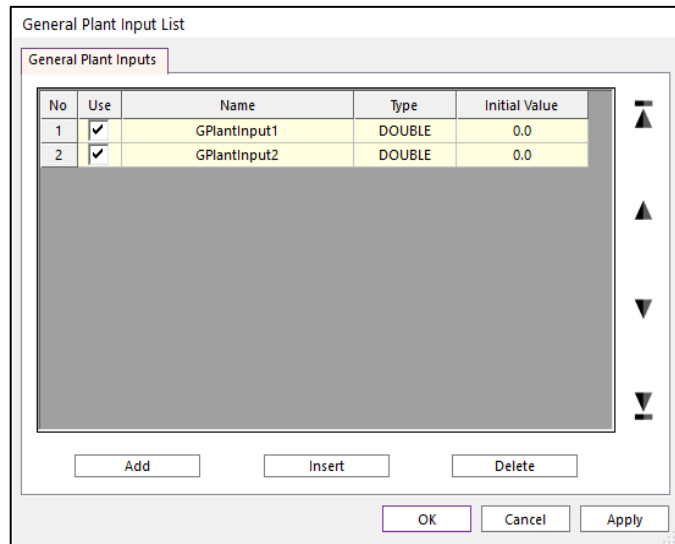 General Plant Input List
General Plant Inputs
No Use Name Type Initial Value
1 GPlantInput1 DOUBLE 0.0
2 GPlantInput2 DOUBLE 0.0
Add Insert Delete
OK Cancel Apply